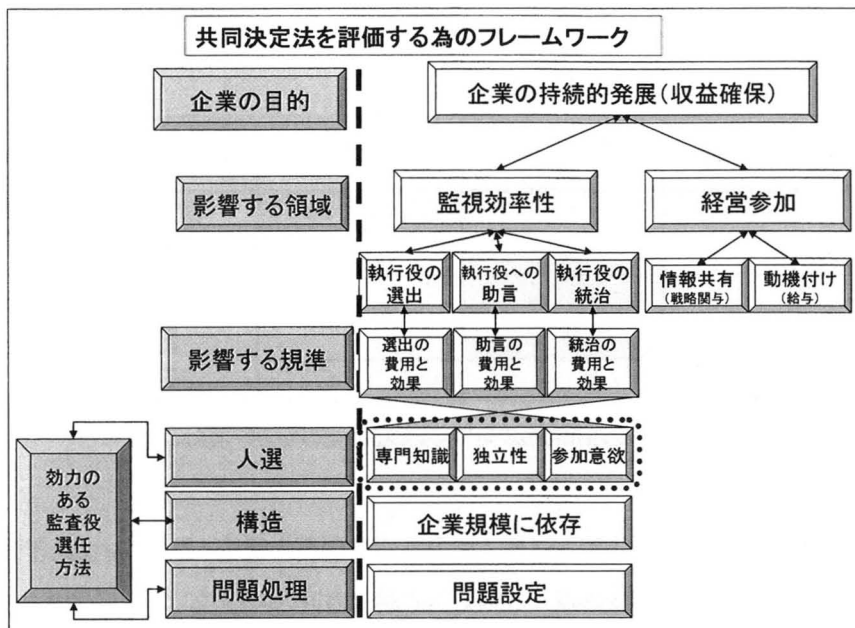 共同決定法を評価する為のフレームワーク
企業の目的
企業の持続的発展(収益確保)
影響する領域
監視効率性
経営参加
執行役の
選出
執行役への
助言
執行役の
統治
情報共有
(戦略関与)
動機付け
(給与)
影響する規準
選出の
費用と
効果
助言の
費用と
効果
統治の
費用と
効果
効力の
ある
監査役
選任
方法
人選
専門知識
独立性
参加意欲
構造
企業規模に依存
問題処理
問題設定